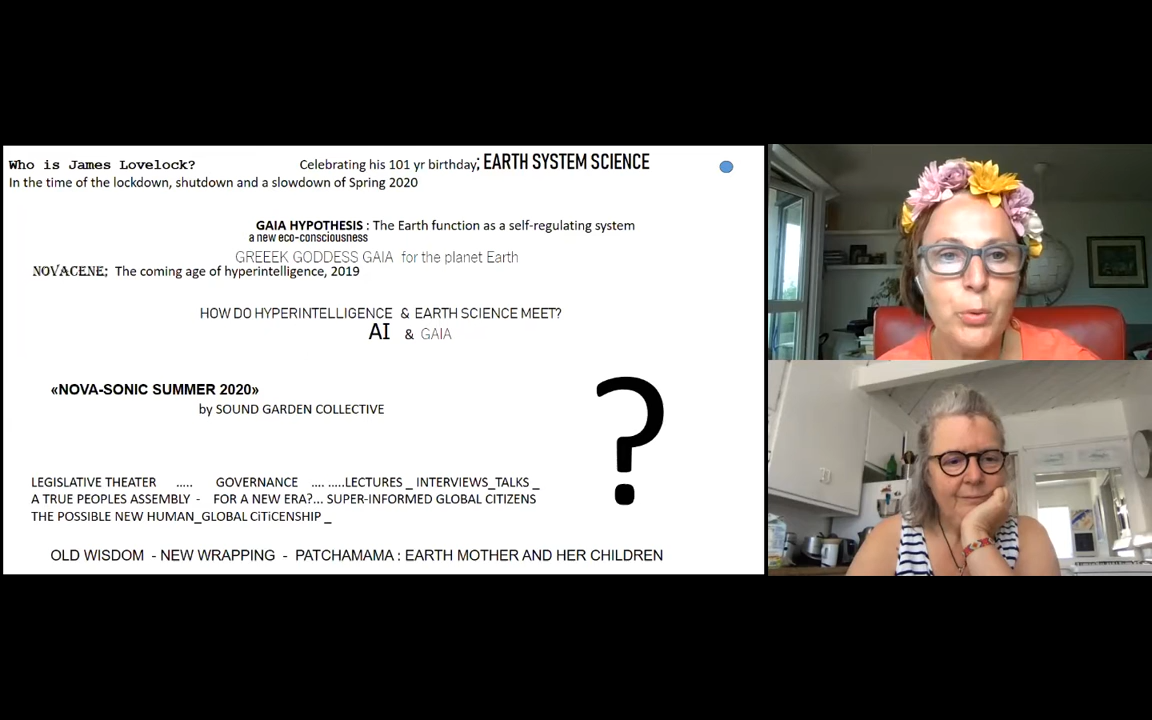 Who is James Lovelock? Celebrating his 101 yr birthday; EARTH SYSTEM SCIENCE
In the time of the lockdown, shutdown and a slowdown of Spring 2020
GAIA HYPOTHESIS : The Earth function as a self-regulating system
a new eco-consciousness
GREEEK GODDESS GAIA for the planet Earth
NOVACENE; The coming age of hyperintelligence, 2019
HOW DO HYPERINTELLIGENCE & EARTH SCIENCE MEET?
AI & GAIA
«NOVA-SONIC SUMMER 2020»
by SOUND GARDEN COLLECTIVE
?
LEGISLATIVE THEATER ..... GOVERNANCE .... .....LECTURES _ INTERVIEWS_TALKS _
A TRUE PEOPLES ASSEMBLY - FOR A NEW ERA?... SUPER-INFORMED GLOBAL CITIZENS
THE POSSIBLE NEW HUMAN_GLOBAL CiTiCENSHIP _
OLD WISDOM - NEW WRAPPING - PATCHAMAMA : EARTH MOTHER AND HER CHILDREN